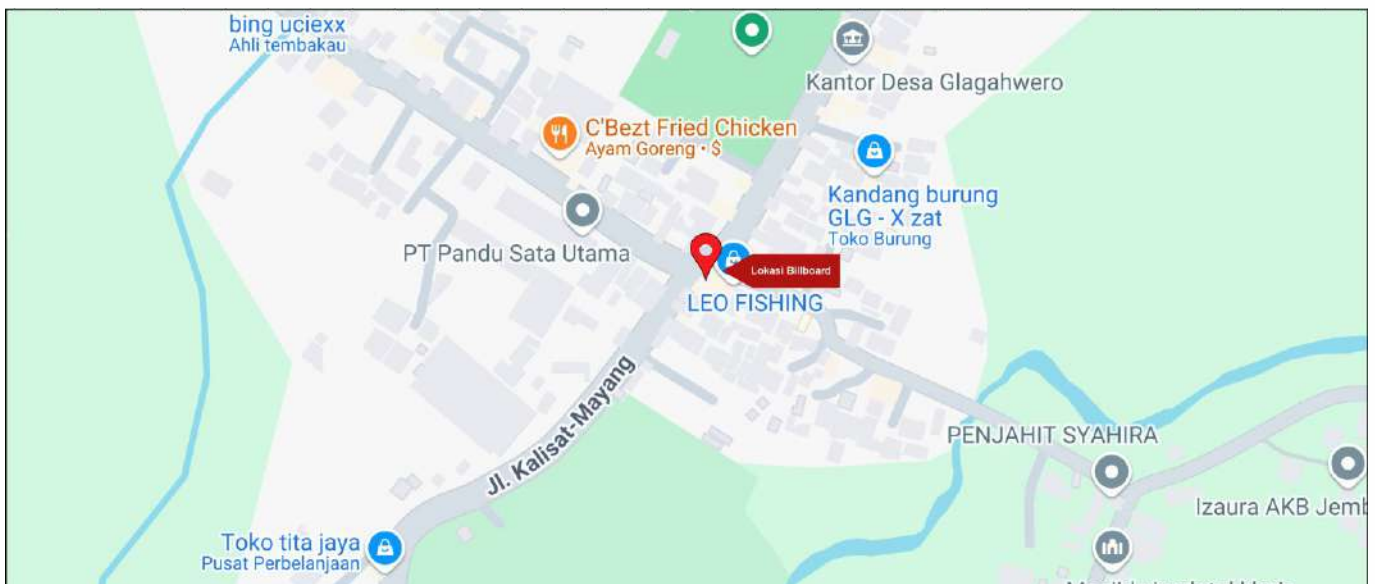 bing uciexx
Ahli tembakau
Kantor Desa Glagahwero
C'Bezt Fried Chicken
Ayam Goreng • $
Kandang burung
GLG - X zat
Toko Burung
PT Pandu Sata Utama
Lokasi Billboard
LEO FISHING
Jl. Kalisat-Mayang
PENJAHIT SYAHIRA
Izaura AKB Jemb
Toko tita jaya
Pusat Perbelanjaan